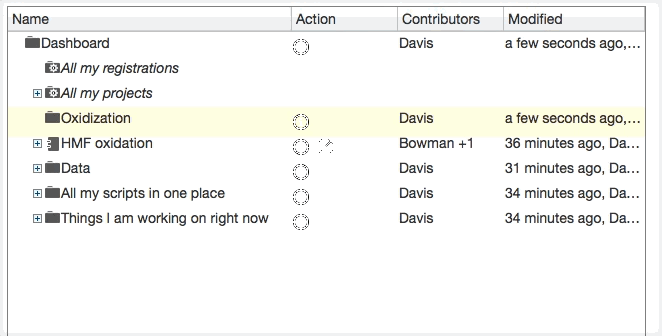 Name Action Contributors Modified
Dashboard Davis a few seconds ago,...
All my registrations
All my projects
Oxidization Davis a few seconds ago,...
HMF oxidation Bowman +1 36 minutes ago, Da...
Data Davis 31 minutes ago, Da...
All my scripts in one place Davis 34 minutes ago, Da...
Things I am working on right now Davis 34 minutes ago, Da...